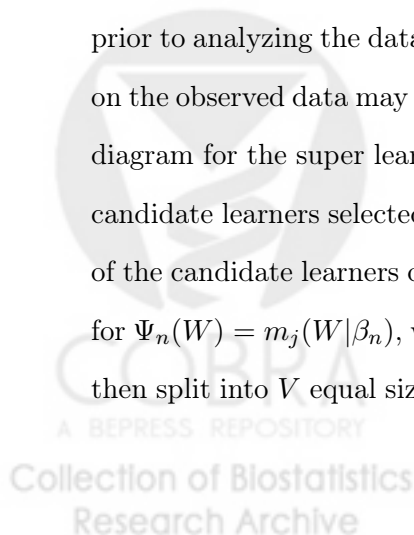 prior to analyzing the data
on the observed data may
diagram for the super lear
candidate learners selected
of the candidate learners
for Ψₙ(W) = mⱼ(W|βₙ),
then split into V equal siz
COBRA
A BEPRESS REPOSITORY
Collection of Biostatistics
Research Archive